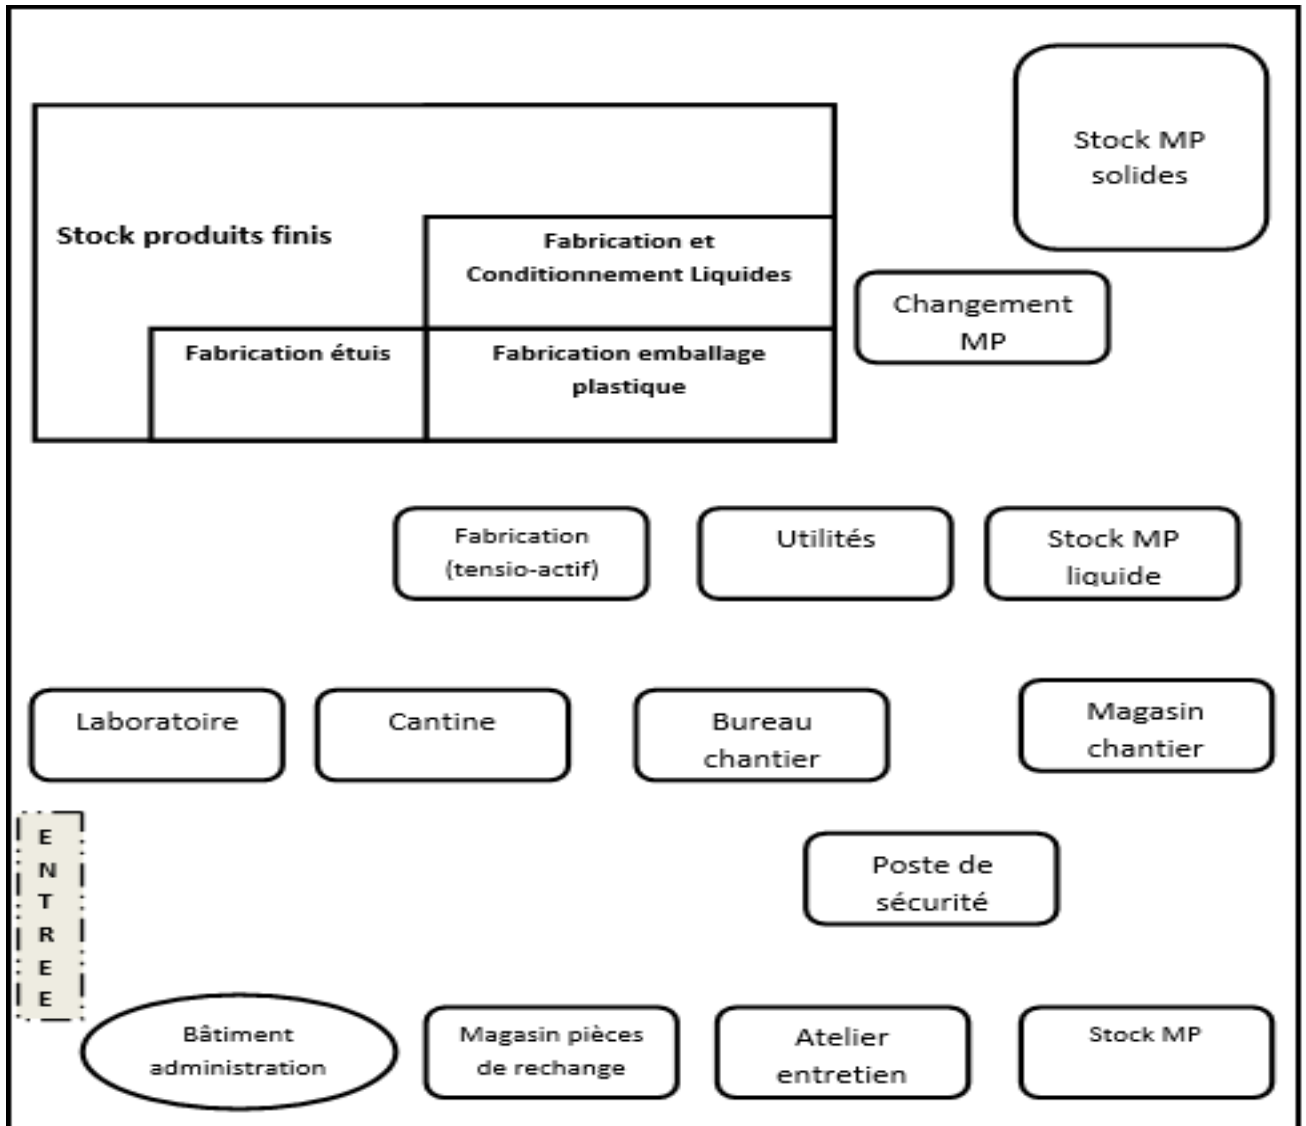 Stock MP
solides
Stock produits finis
Fabrication et
Conditionnement Liquides
Changement
MP
Fabrication étuis
Fabrication emballage
plastique
Fabrication
(tensio-actif)
Utilités
Stock MP
liquide
Laboratoire
Cantine
Bureau
chantier
Magasin
chantier
E
N
T
R
E
E
Poste de
sécurité
Bâtiment
administration
Magasin pièces
de rechange
Atelier
entretien
Stock MP